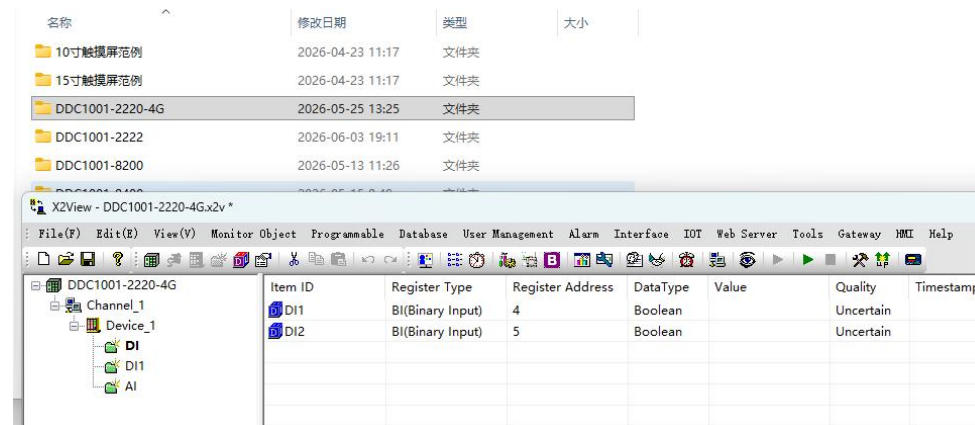 名称 修改日期 类型 大小
10寸触摸屏范例 2026-04-23 11:17 文件夹
15寸触摸屏范例 2026-04-23 11:17 文件夹
DDC1001-2220-4G 2026-05-25 13:25 文件夹
DDC1001-2222 2026-06-03 19:11 文件夹
DDC1001-8200 2026-05-13 11:26 文件夹
X2View - DDC1001-2220-4G.x2v *
File(F) Edit(E) View(V) Monitor Object Programmable Database User Management Alarm Interface IOT Web Server Tools Gateway HMI Help
DDC1001-2220-4G Item ID Register Type Register Address DataType Value Quality Timestamp
Channel_1 DI1 BI(Binary Input) 4 Boolean Uncertain
Device_1 DI2 BI(Binary Input) 5 Boolean Uncertain
DI
DI1
AI